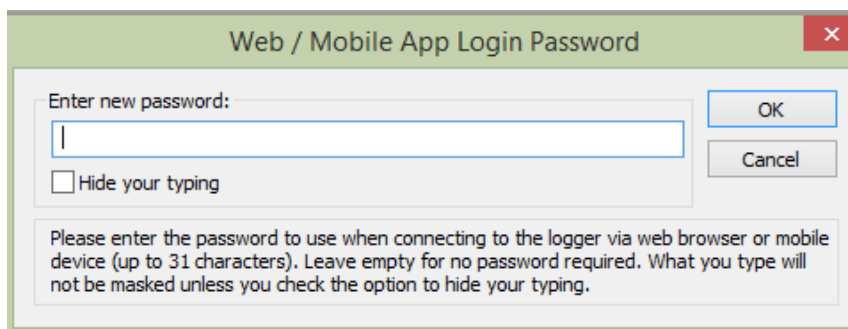 Web / Mobile App Login Password
Enter new password:
OK
Cancel
Hide your typing
Please enter the password to use when connecting to the logger via web browser or mobile
device (up to 31 characters). Leave empty for no password required. What you type will
not be masked unless you check the option to hide your typing.